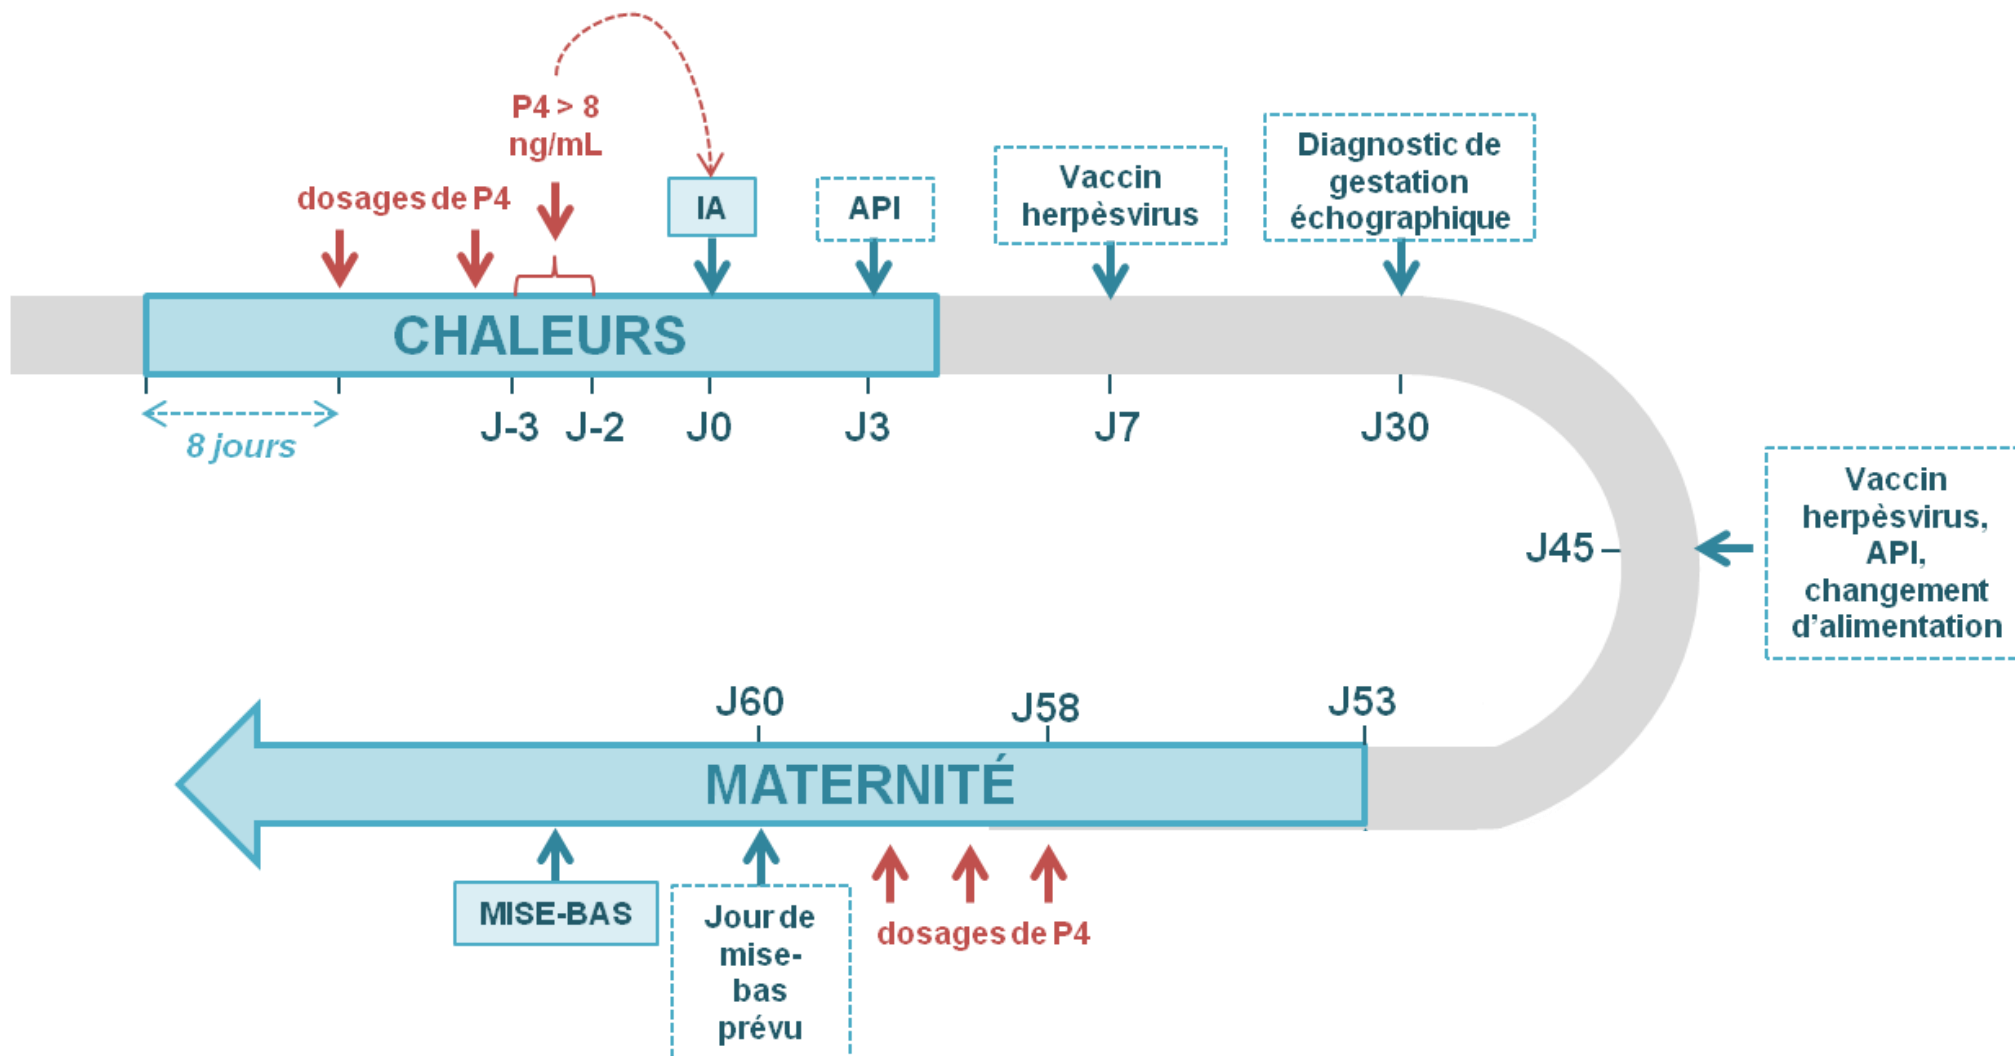 P4 > 8
ng/mL
dosages de P4
IA
API
Vaccin
herpèsvirus
Diagnostic de
gestation
échographique
CHALEURS
8 jours
J-3
J-2
J0
J3
J7
J30
J45
Vaccin
herpèsvirus,
API,
changement
d'alimentation
J60
J58
J53
MATERNITÉ
MISE-BAS
Jour de
mise-
bas
prévu
dosages de P4